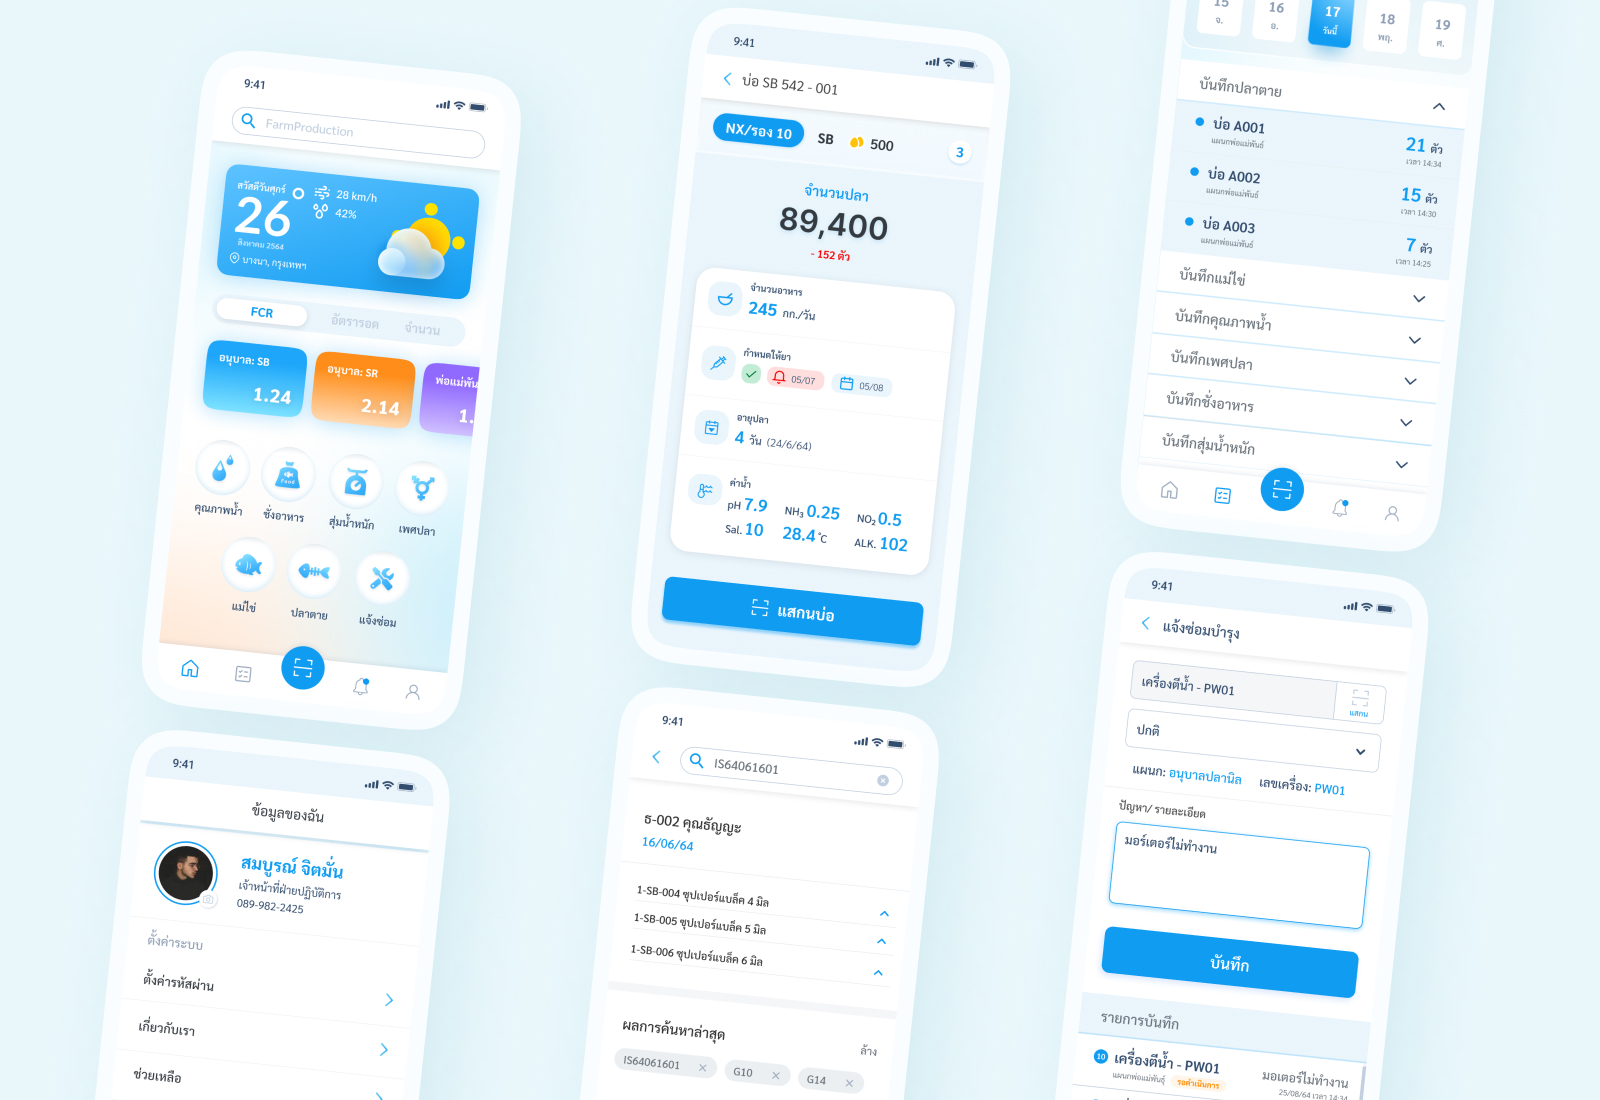 9:41
FarmProduction
สวัสดีวันศุกร์
28 km/h
26
42%
สิงหาคม 2564
บางนา, กรุงเทพฯ
FCR
อัตรารอด
จำนวน
อนุบาล: SB
1.24
อนุบาล: SR
2.14
พ่อแม่พัน
1.
คุณภาพน้ำ
ชั่งอาหาร
สุ่มน้ำหนัก
เพศปลา
แม่ไข่
ปลาตาย
แจ้งซ่อม
9:41
ข้อมูลของฉัน
สมบูรณ์ จิตมั่น
เจ้าหน้าที่ฝ่ายปฏิบัติการ
089-982-2425
ตั้งค่าระบบ
ตั้งค่ารหัสผ่าน
เกี่ยวกับเรา
ช่วยเหลือ
9:41
บ่อ SB 542 - 001
NX/รอง 10
SB
500
3
จำนวนปลา
89,400
- 152 ตัว
จำนวนอาหาร
245 กก./วัน
กำหนดให้ยา
05/07
05/08
อายุปลา
4 วัน (24/6/64)
ค่าน้ำ
pH 7.9
NH3 0.25
NO2 0.5
Sal. 10
28.4 °C
ALK. 102
แสกนบ่อ
9:41
IS64061601
ธ-002 คุณธัญญะ
16/06/64
1-SB-004 ซุปเปอร์แบล็ค 4 มิล
1-SB-005 ซุปเปอร์แบล็ค 5 มิล
1-SB-006 ซุปเปอร์แบล็ค 6 มิล
ผลการค้นหาล่าสุด
ล้าง
IS64061601
G10
G14
15
16
17
18
19
จ.
อ.
วันนี้
พฤ.
ศ.
บันทึกปลาตาย
บ่อ A001
แผนกพ่อแม่พันธ์
21 ตัว
เวลา 14:34
บ่อ A002
แผนกพ่อแม่พันธ์
15 ตัว
เวลา 14:30
บ่อ A003
แผนกพ่อแม่พันธ์
7 ตัว
เวลา 14:25
บันทึกแม่ไข่
บันทึกคุณภาพน้ำ
บันทึกเพศปลา
บันทึกชั่งอาหาร
บันทึกสุ่มน้ำหนัก
9:41
แจ้งซ่อมบำรุง
เครื่องตีน้ำ - PW01
แสกน
ปกติ
แผนก: อนุบาลปลานิล
เลขเครื่อง: PW01
ปัญหา/ รายละเอียด
มอร์เตอร์ไม่ทำงาน
บันทึก
รายการบันทึก
10
เครื่องตีน้ำ - PW01
แผนกพ่อแม่พันธุ์
รอดำเนินการ
มอเตอร์ไม่ทำงาน
25/08/64 เวลา 14:34